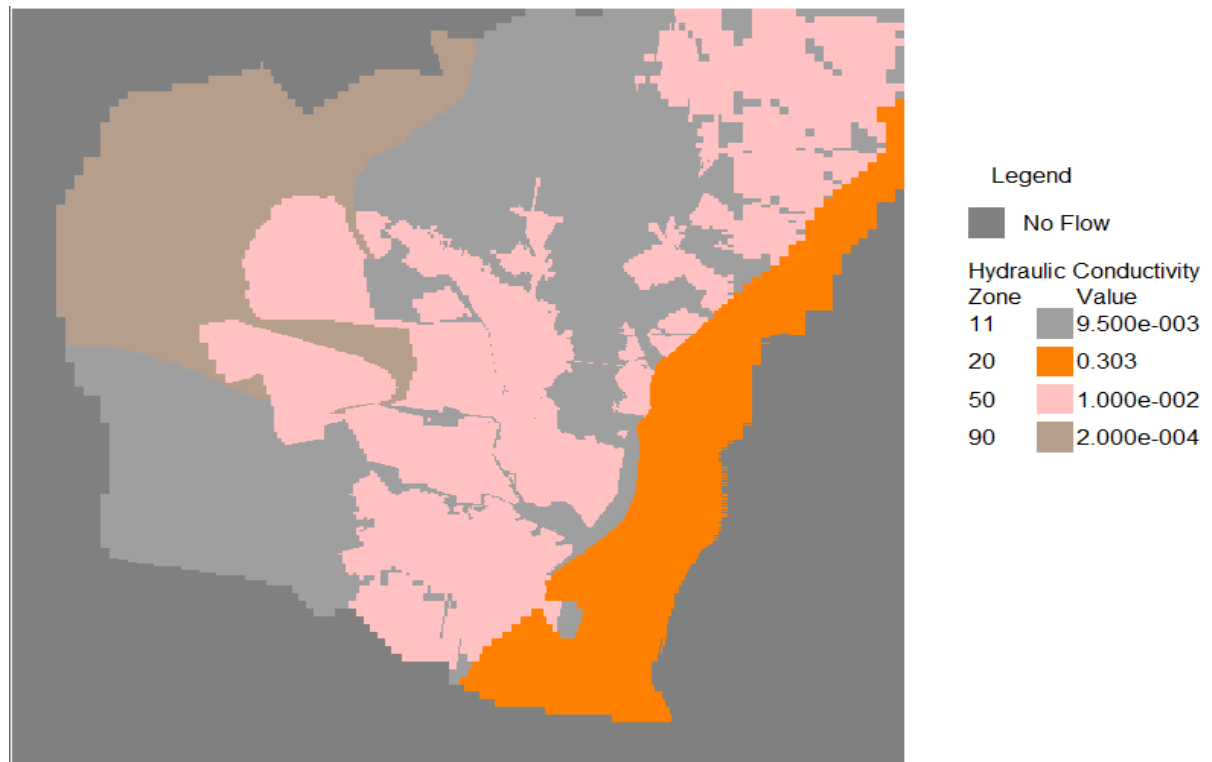 Legend
No Flow
Hydraulic Conductivity
Zone Value
11 9.500e-003
20 0.303
50 1.000e-002
90 2.000e-004